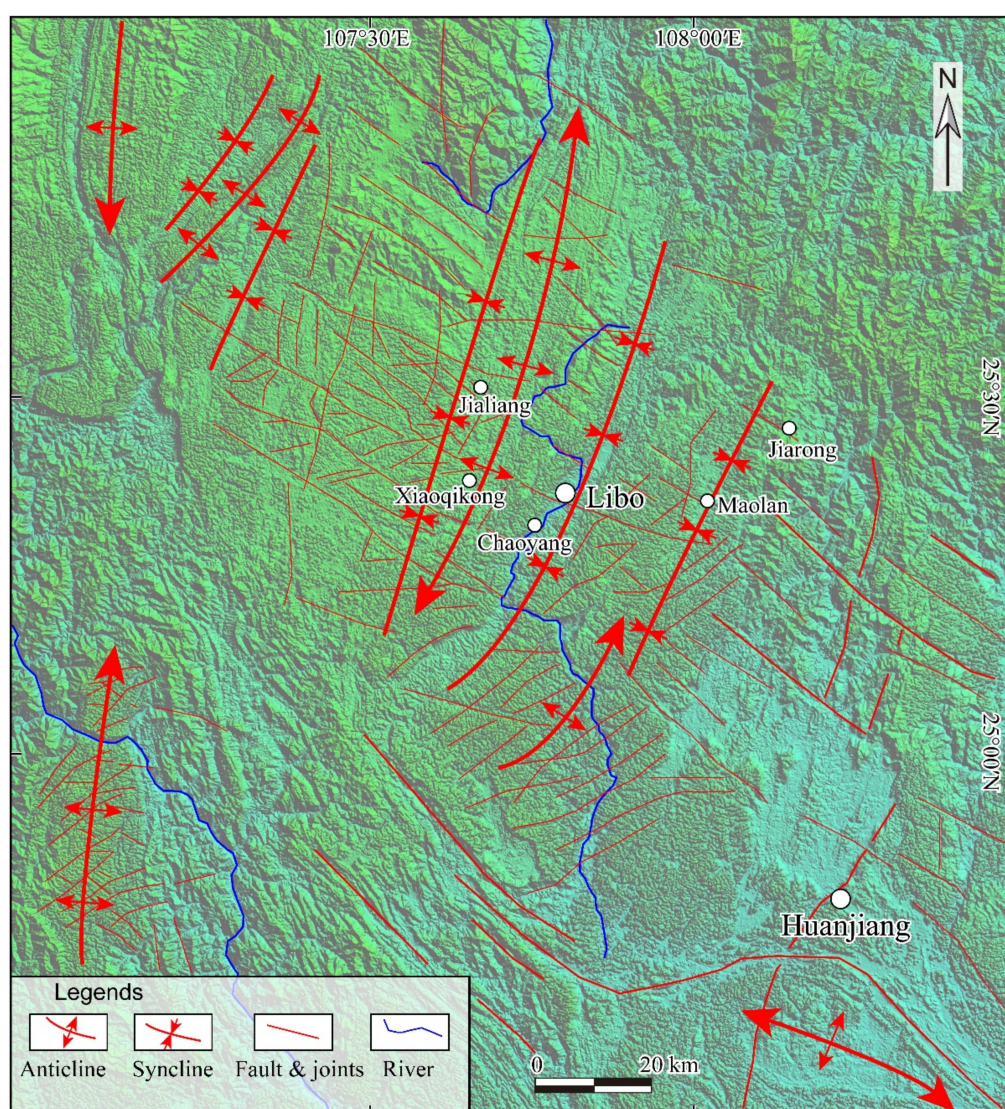 107°30′E
108°00′E
N
25°30′N
Jialiang
Jiarong
Xiaoqikong
Libo
Maolan
Chaoyang
25°00′N
Huanjiang
Legends
Anticline
Syncline
Fault & joints
River
0
20 km